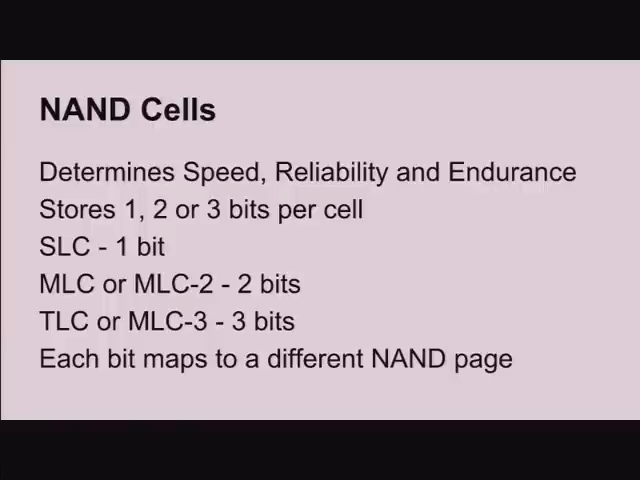 NAND Cells
Determines Speed, Reliability and Endurance
Stores 1, 2 or 3 bits per cell
SLC - 1 bit
MLC or MLC-2 - 2 bits
TLC or MLC-3 - 3 bits
Each bit maps to a different NAND page